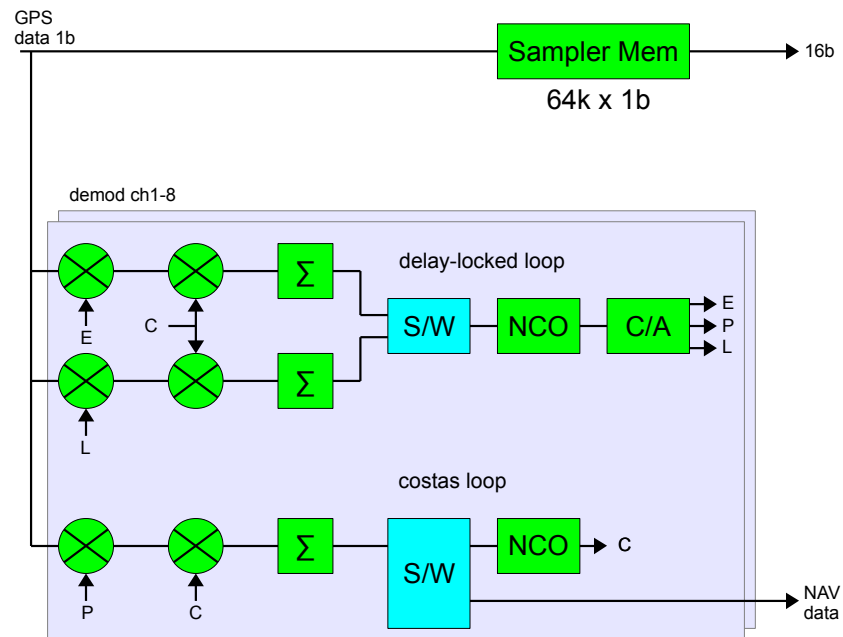 GPS
data 1b
Sampler Mem
16b
64k x 1b
demod ch1-8
Σ
delay-locked loop
E
C
S/W
NCO
C/A
E
P
L
Σ
L
costas loop
Σ
S/W
NCO
C
P
C
NAV
data